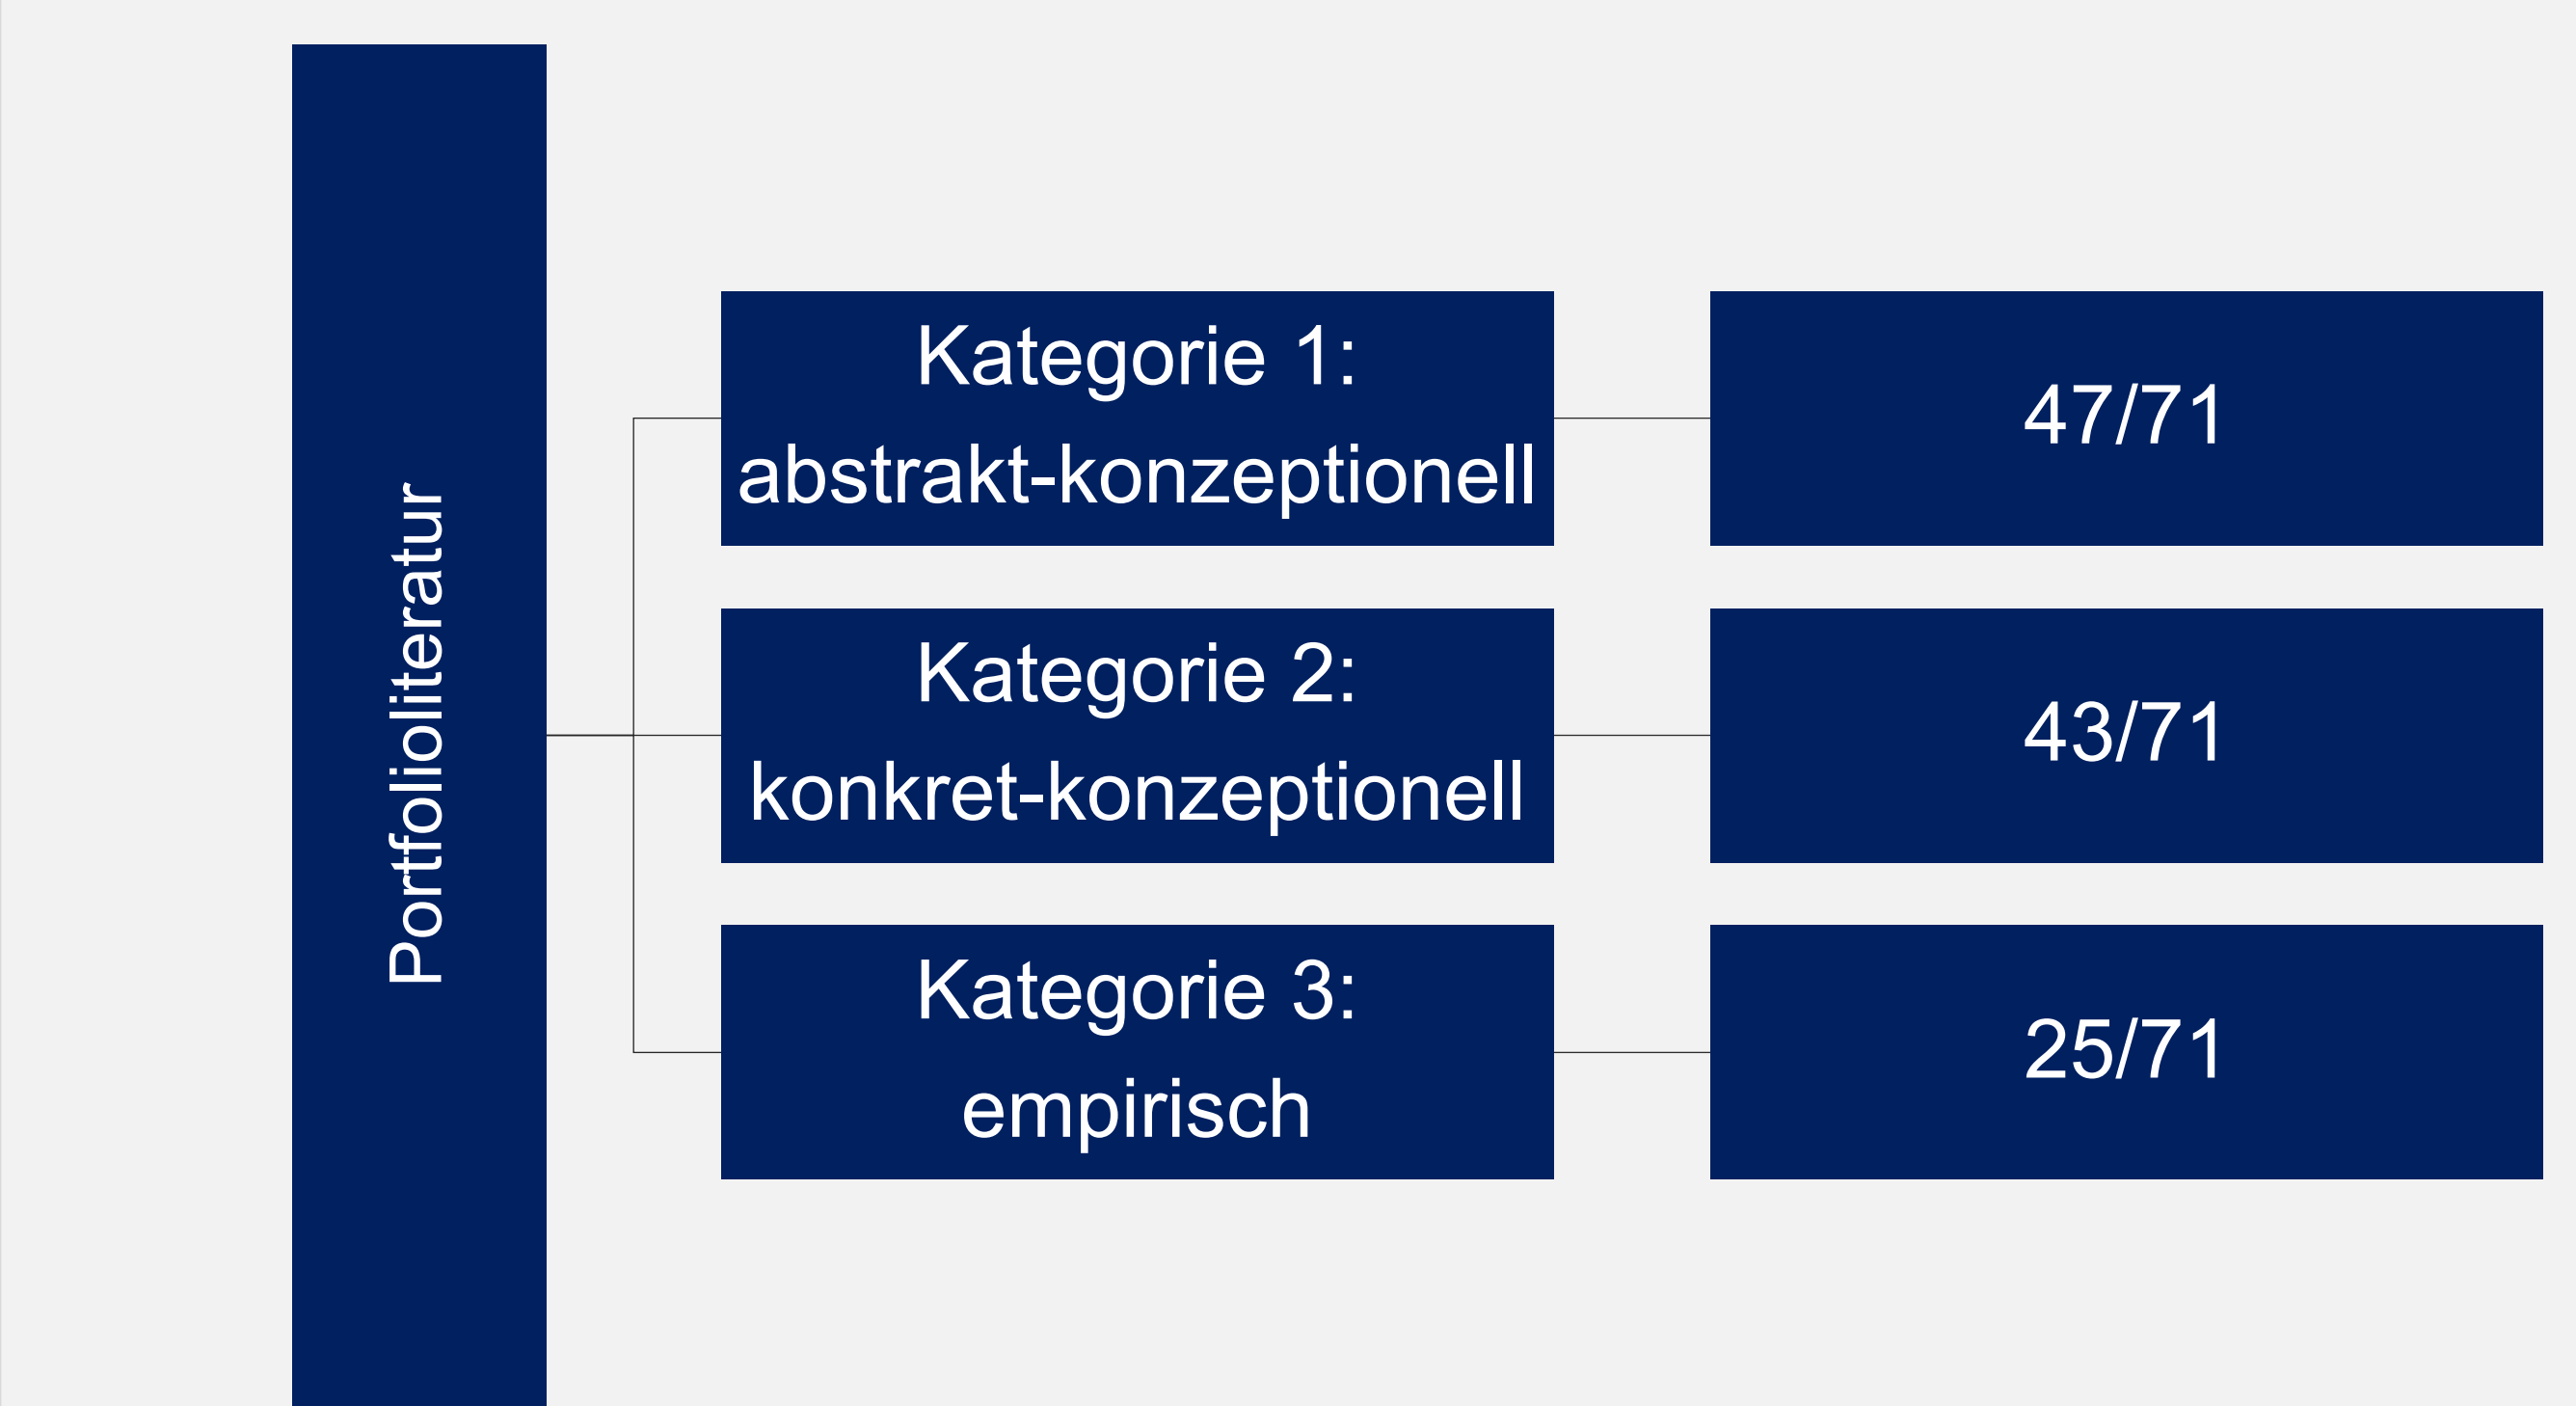 Portfolioliteratur
Kategorie 1:
abstrakt-konzeptionell
47/71
Kategorie 2:
konkret-konzeptionell
43/71
Kategorie 3:
empirisch
25/71